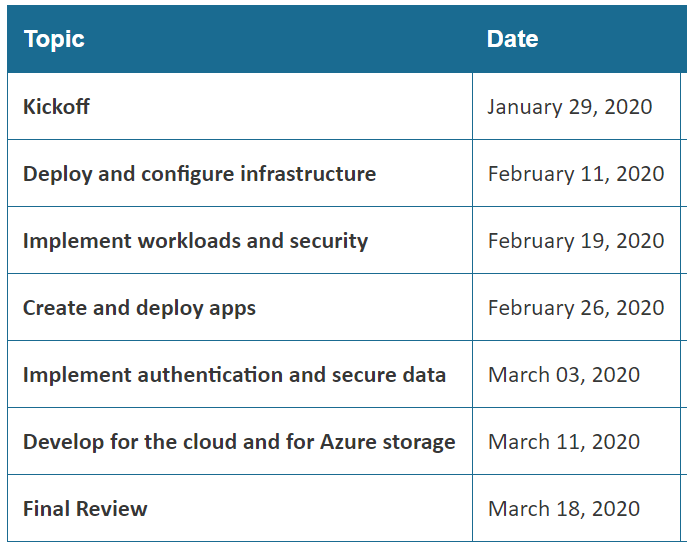 Topic Date
Kickoff January 29, 2020
Deploy and configure infrastructure February 11, 2020
Implement workloads and security February 19, 2020
Create and deploy apps February 26, 2020
Implement authentication and secure data March 03, 2020
Develop for the cloud and for Azure storage March 11, 2020
Final Review March 18, 2020